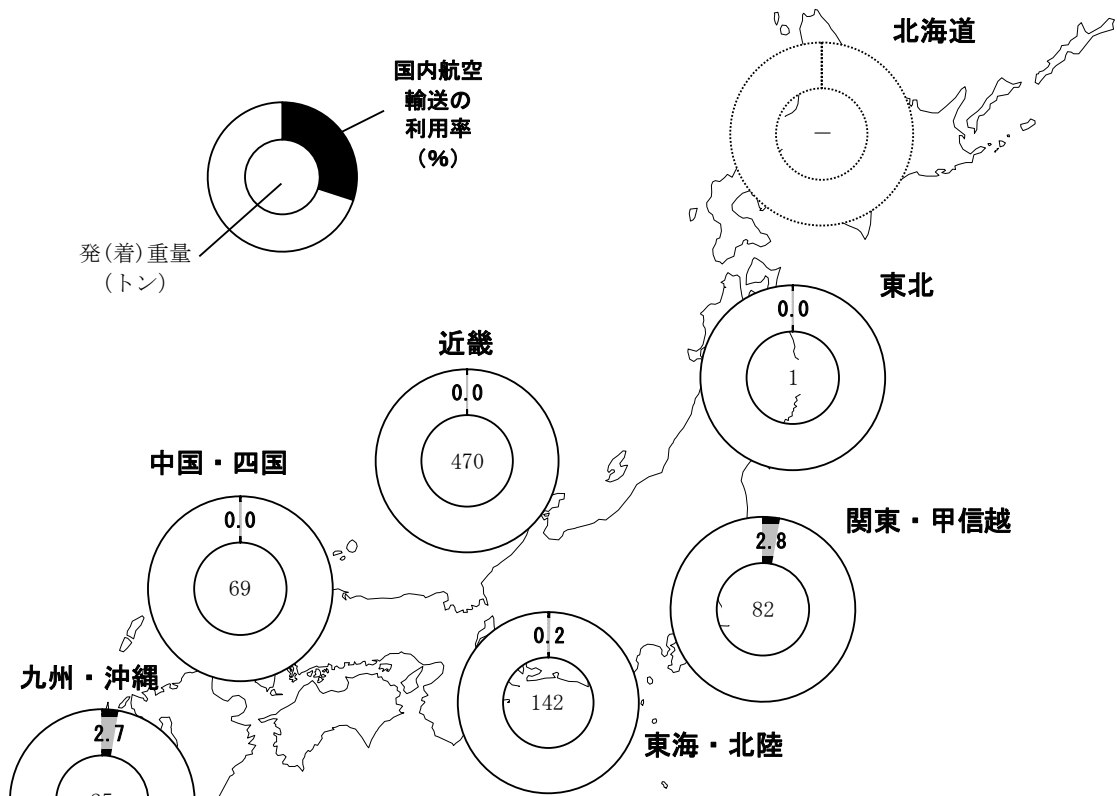 北海道
国内航空
輸送の
利用率
（%）
発(着)重量
(トン)
－
東北
0.0
1
近畿
0.0
470
中国・四国
0.0
69
関東・甲信越
2.8
82
九州・沖縄
2.7
東海・北陸
0.2
142